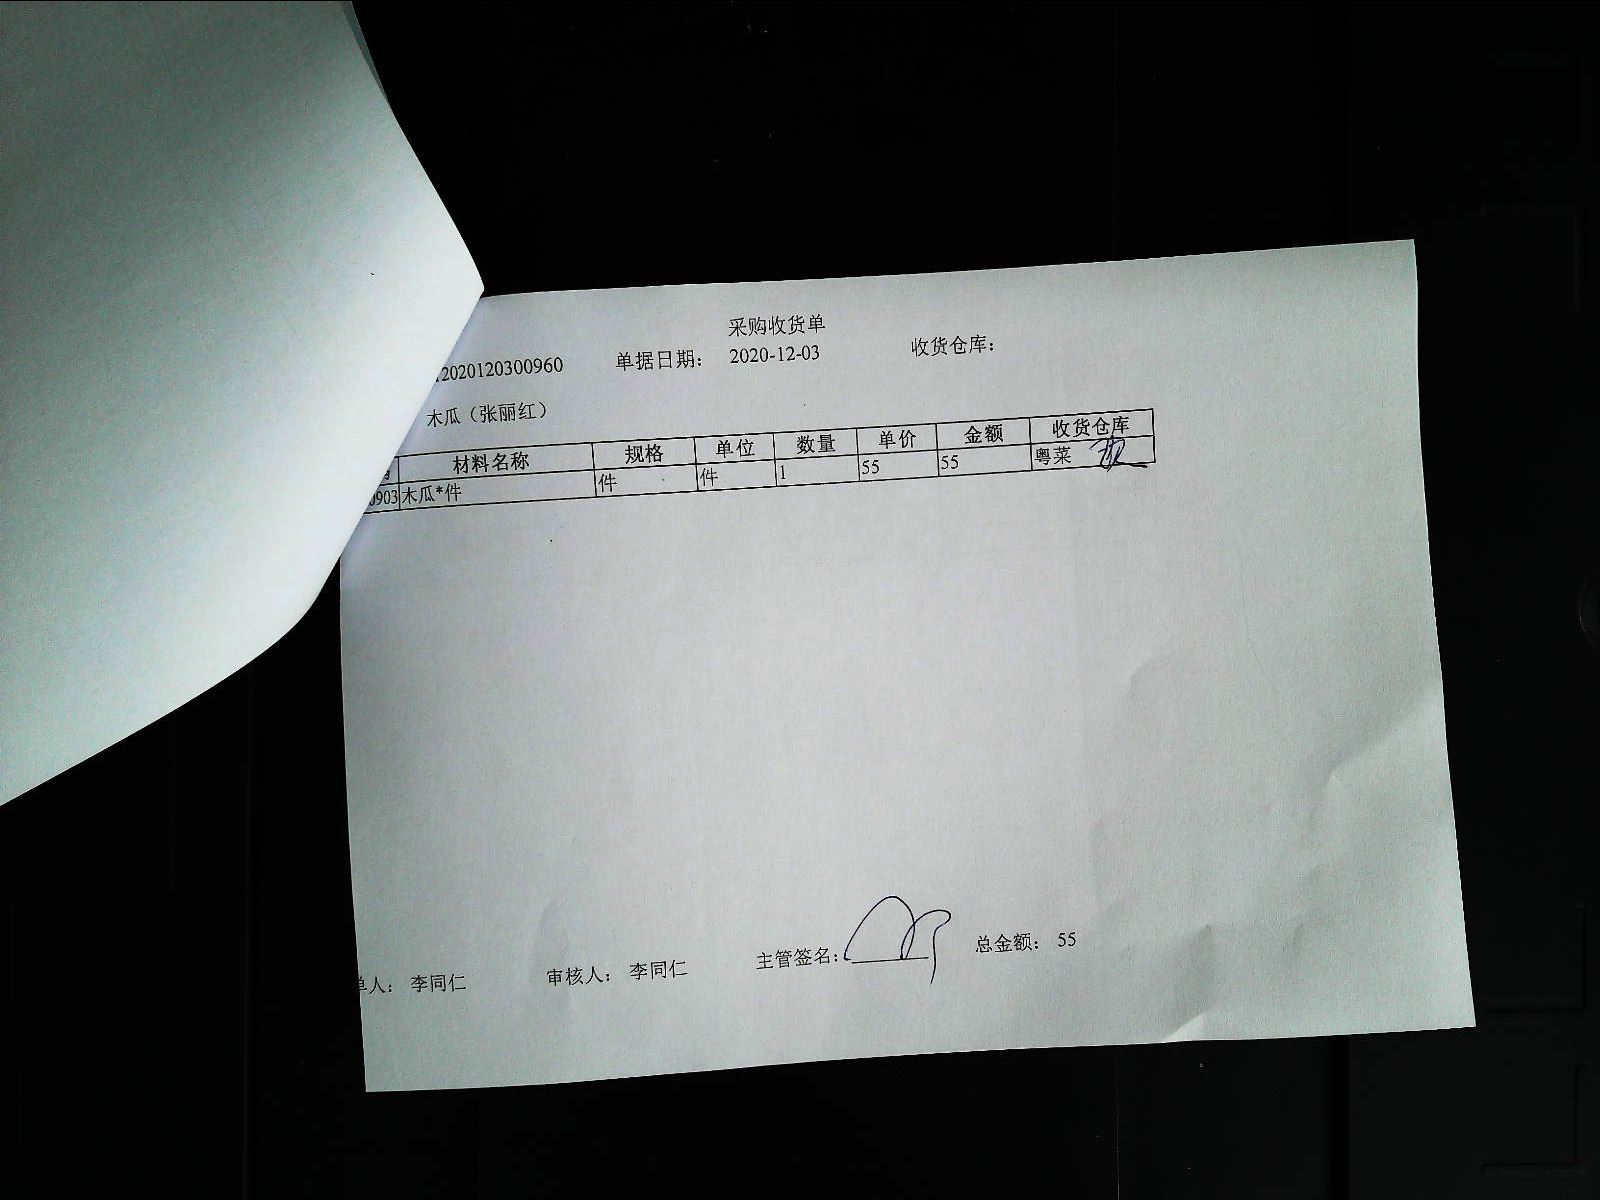 采购收货单
2020120300960 单据日期: 2020-12-03 收货仓库:
木瓜（张丽红）
材料名称 规格 单位 数量 单价 金额 收货仓库
0903 木瓜*件 件 件 1 55 55 粤菜
单人: 李同仁 审核人: 李同仁 主管签名: 总金额: 55